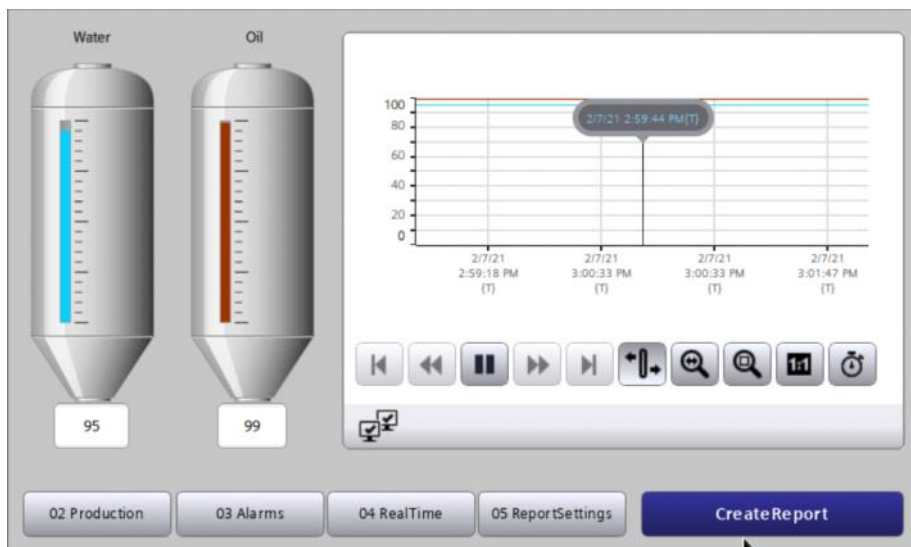 Water
Oil
100
80
60
40
20
0
2/7/21 2:59:44 PM{T}
2/7/21
2:59:18 PM
{T}
2/7/21
3:00:33 PM
{T}
2/7/21
3:00:33 PM
{T}
2/7/21
3:01:47 PM
{T}
1:1
95
99
02 Production
03 Alarms
04 RealTime
05 ReportSettings
CreateReport